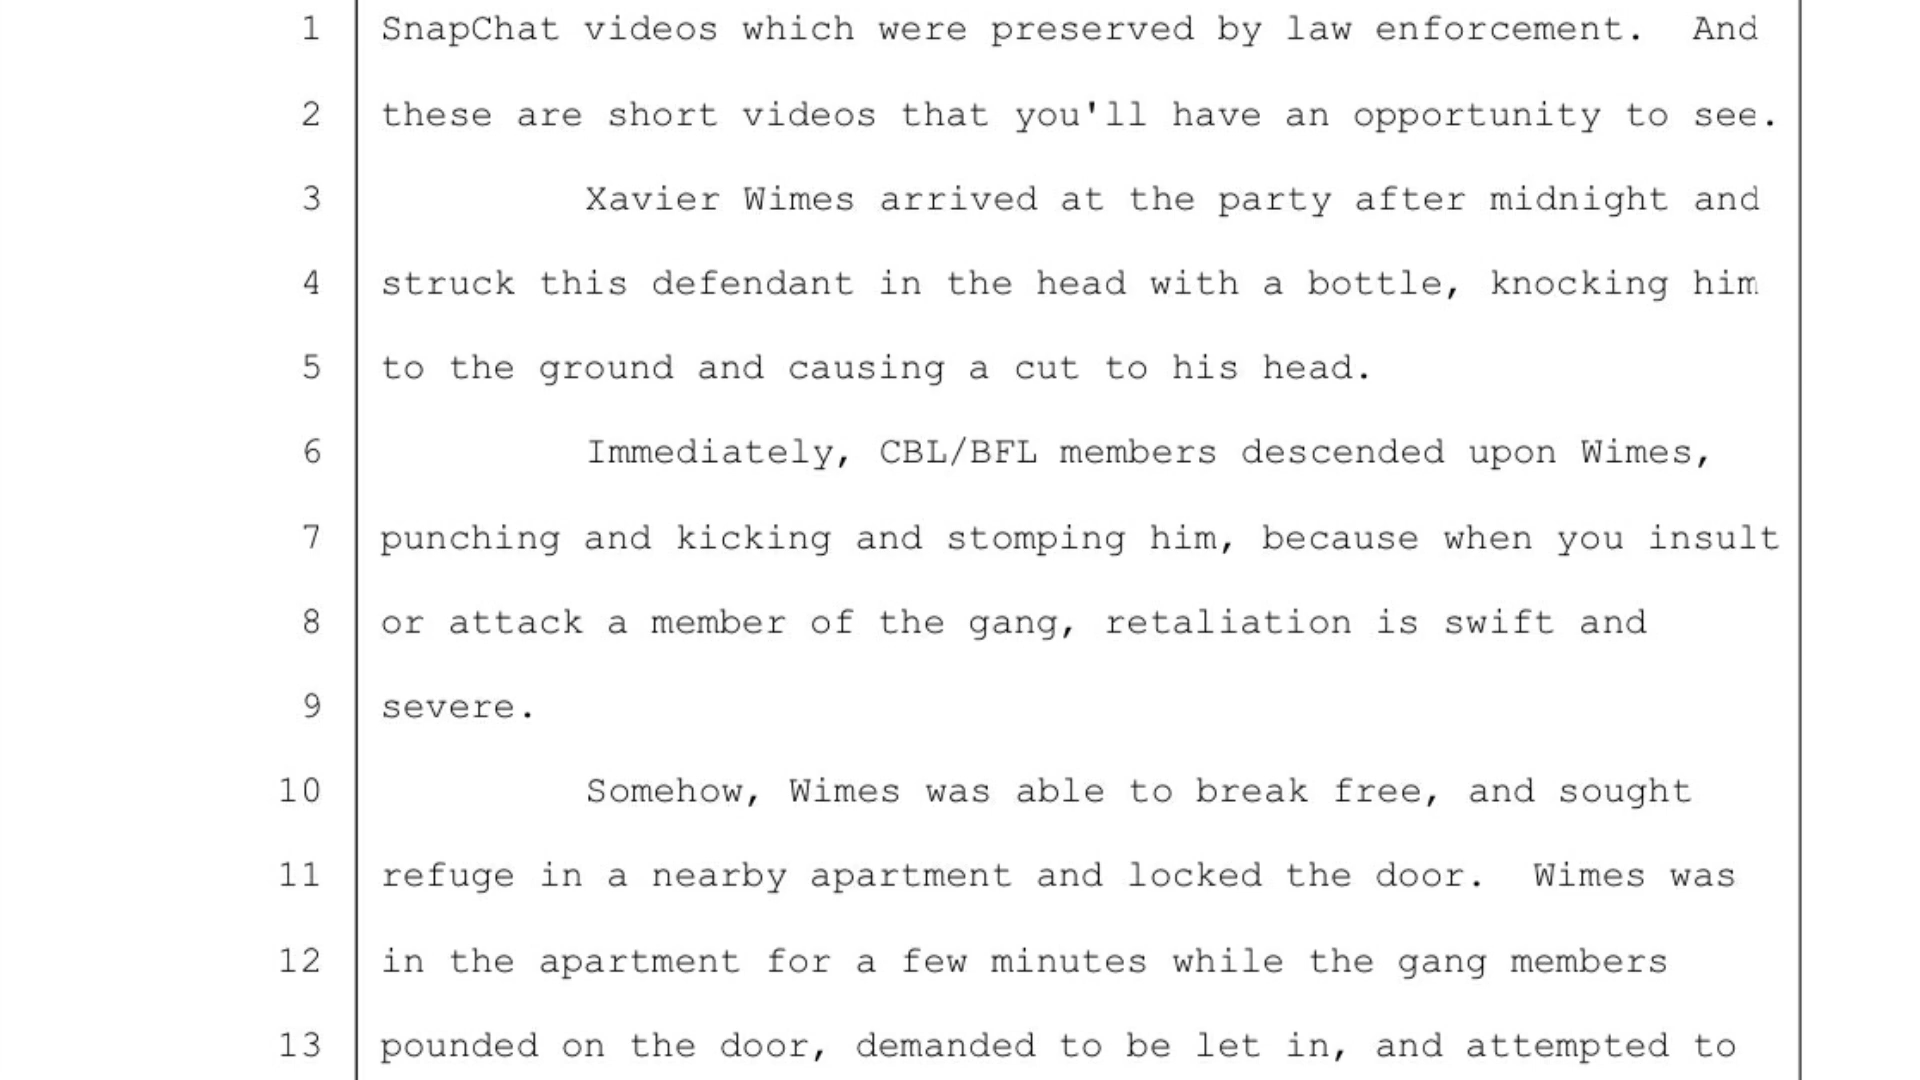 1 SnapChat videos which were preserved by law enforcement.  And
2 these are short videos that you'll have an opportunity to see.
3 Xavier Wimes arrived at the party after midnight and
4 struck this defendant in the head with a bottle, knocking him
5 to the ground and causing a cut to his head.
6 Immediately, CBL/BFL members descended upon Wimes,
7 punching and kicking and stomping him, because when you insult
8 or attack a member of the gang, retaliation is swift and
9 severe.
10 Somehow, Wimes was able to break free, and sought
11 refuge in a nearby apartment and locked the door.  Wimes was
12 in the apartment for a few minutes while the gang members
13 pounded on the door, demanded to be let in, and attempted to